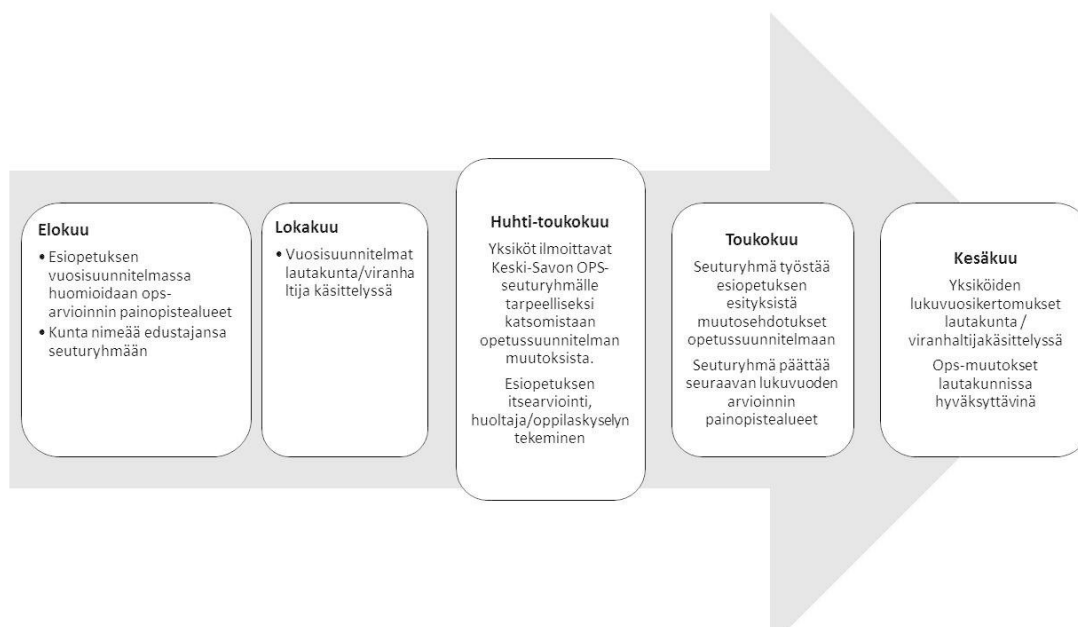 Elokuu
• Esiopetuksen
vuosisuunnitelmassa
huomioidaan ops-
arvioinnin painopistealueet
• Kunta nimeää edustajansa
seuturyhmään
Lokakuu
• Vuosisuunnitelmat
lautakunta/viranha
ltija käsittelyssä
Huhti-toukokuu
Yksiköt ilmoittavat
Keski-Savon OPS-
seuturyhmälle
tarpeelliseksi
katsomistaan
opetussuunnitelman
muutoksista.
Esiopetuksen
itsearviointi,
huoltaja/oppilaskyselyn
tekeminen
Toukokuu
Seuturyhmä työstää
esiopetuksen
esityksistä
muutosehdotukset
opetussuunnitelmaan
Seuturyhmä päättää
seuraavan lukuvuoden
arvioinnin
painopistealueet
Kesäkuu
Yksiköiden
lukuvuosikertomukset
lautakunta /
viranhaltijakäsittelyssä
Ops-muutokset
lautakunnissa
hyväksyttävinä